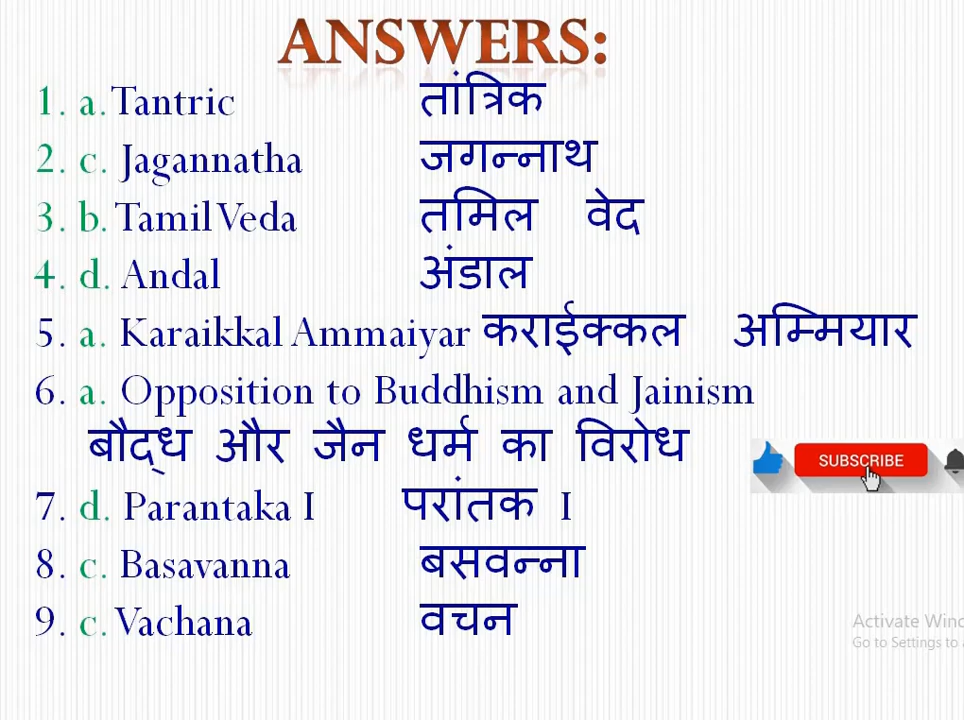 ANSWERS:
1. a. Tantric तांत्रिक
2. c. Jagannatha जगन्नाथ
3. b. Tamil Veda तमिल वेद
4. d. Andal अंडाल
5. a. Karaikkal Ammaiyar कराईक्कल अम्मियार
6. a. Opposition to Buddhism and Jainism
बौद्ध और जैन धर्म का विरोध
SUBSCRIBE
7. d. Parantaka I परांतक I
8. c. Basavanna बसवन्ना
9. c. Vachana वचन
Activate Wind
Go to Settings to a